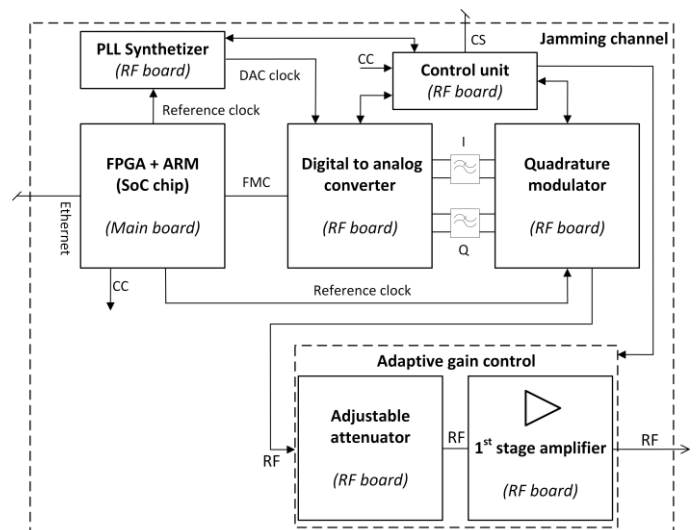 CS
Jamming channel
PLL Synthetizer
(RF board)
DAC clock
CC
Control unit
(RF board)
Reference clock
FPGA + ARM
(SoC chip)
(Main board)
FMC
Digital to analog
converter
(RF board)
I
Q
Quadrature
modulator
(RF board)
Ethernet
CC
Reference clock
Adaptive gain control
RF
Adjustable
attenuator
(RF board)
RF
1st stage amplifier
(RF board)
RF